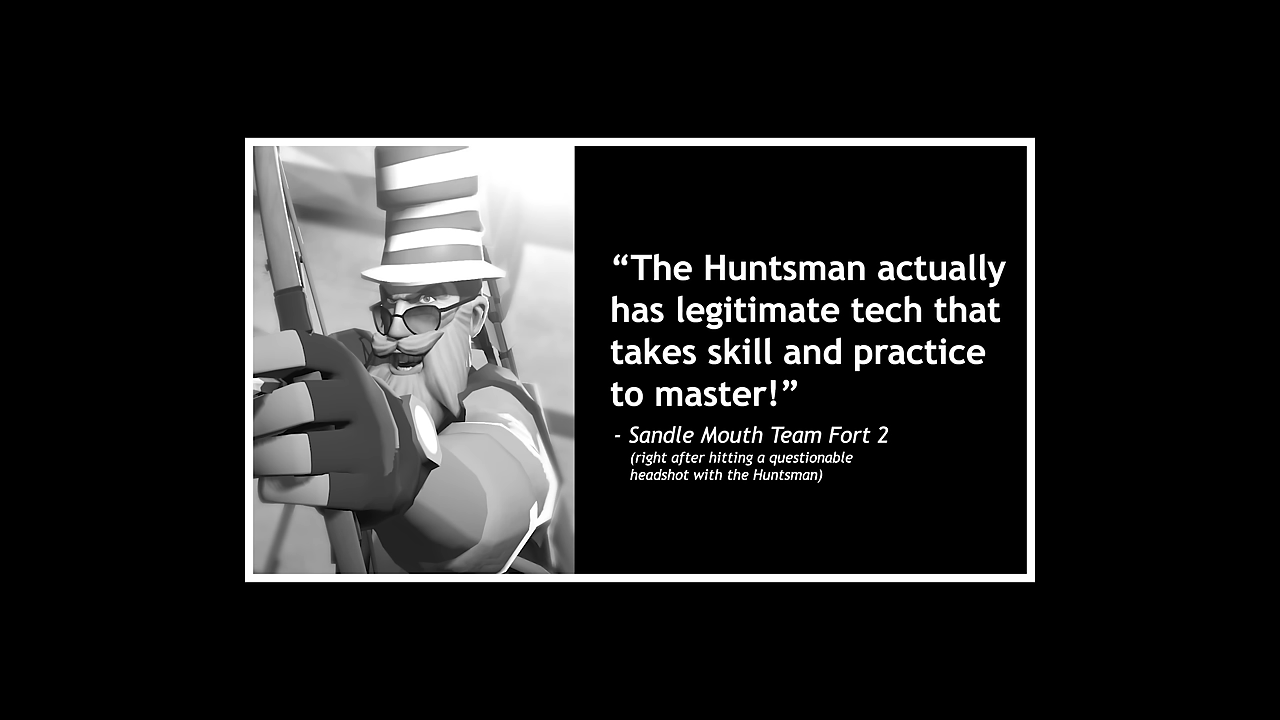 “The Huntsman actually
has legitimate tech that
takes skill and practice
to master!”
- Sandle Mouth Team Fort 2
(right after hitting a questionable
headshot with the Huntsman)